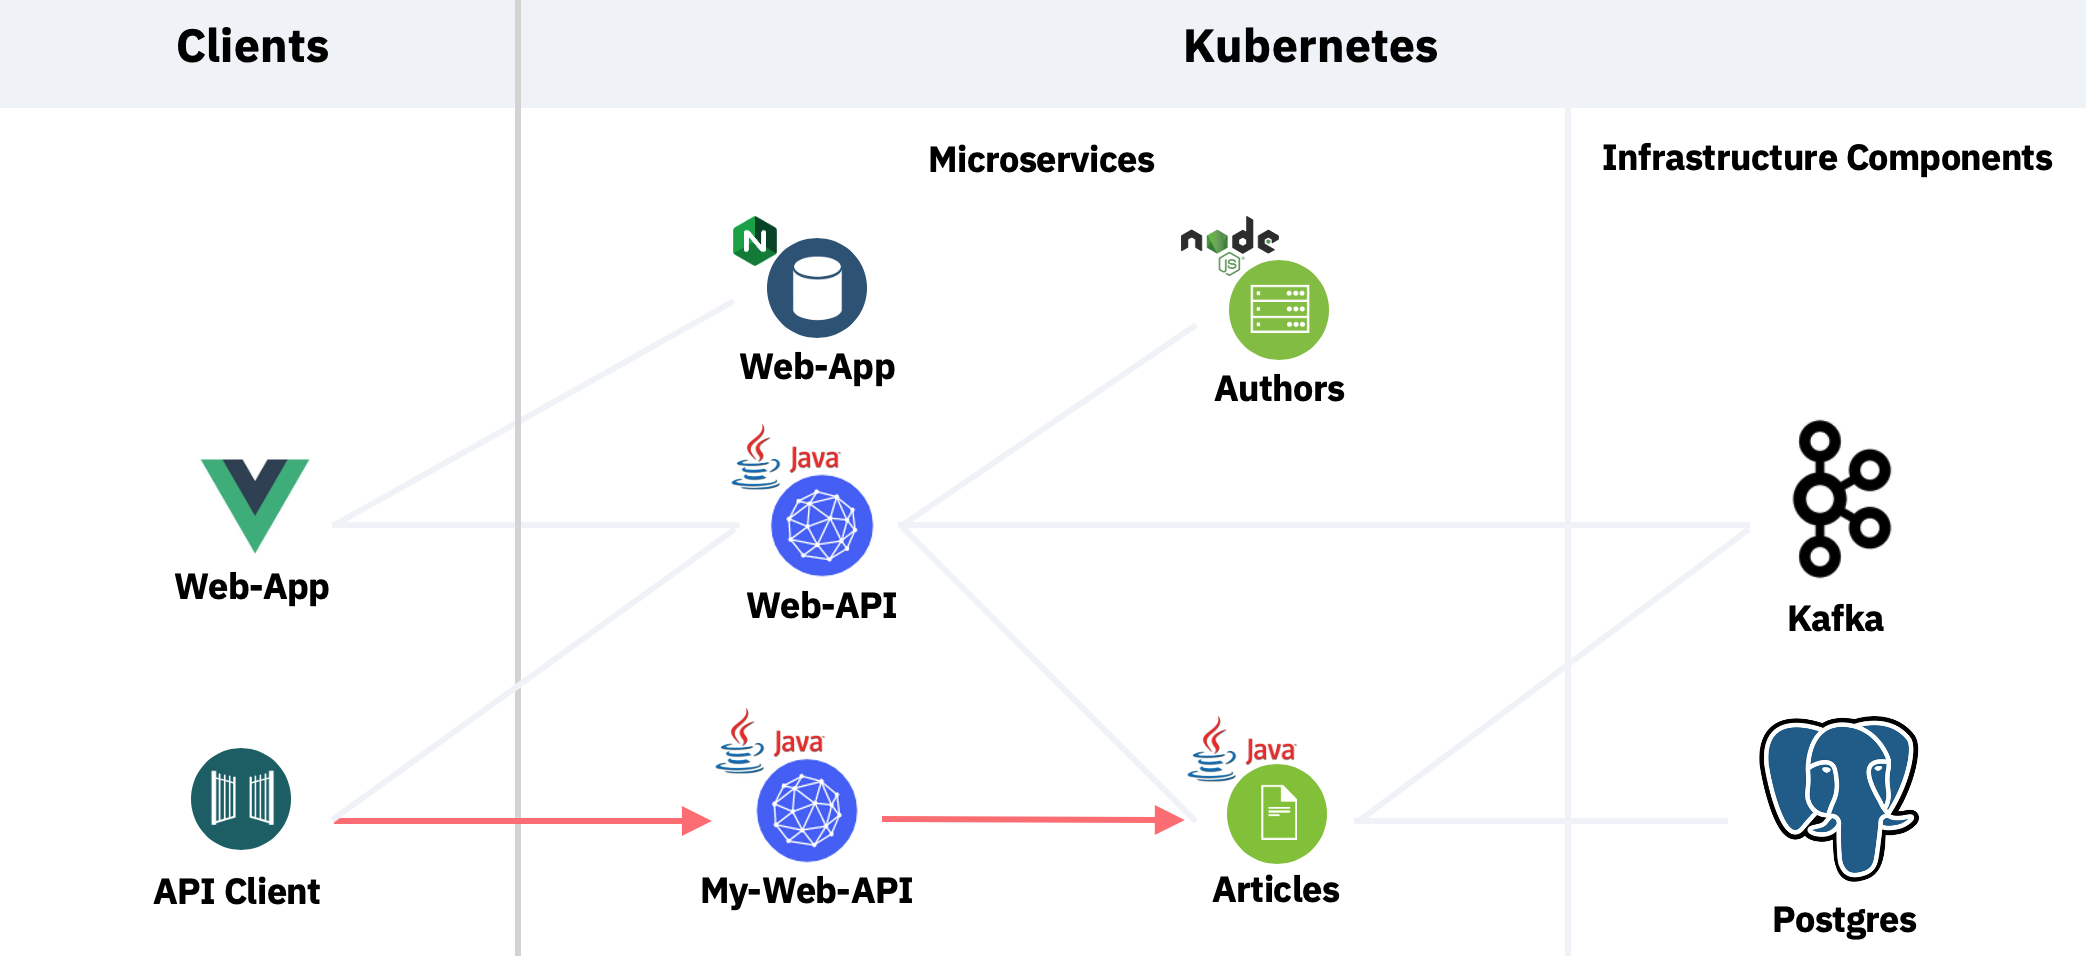 Clients
Kubernetes
Microservices
Infrastructure Components
N
node
JS
Web-App
Authors
Java
Web-App
Web-API
Kafka
Java
Java
API Client
My-Web-API
Articles
Postgres